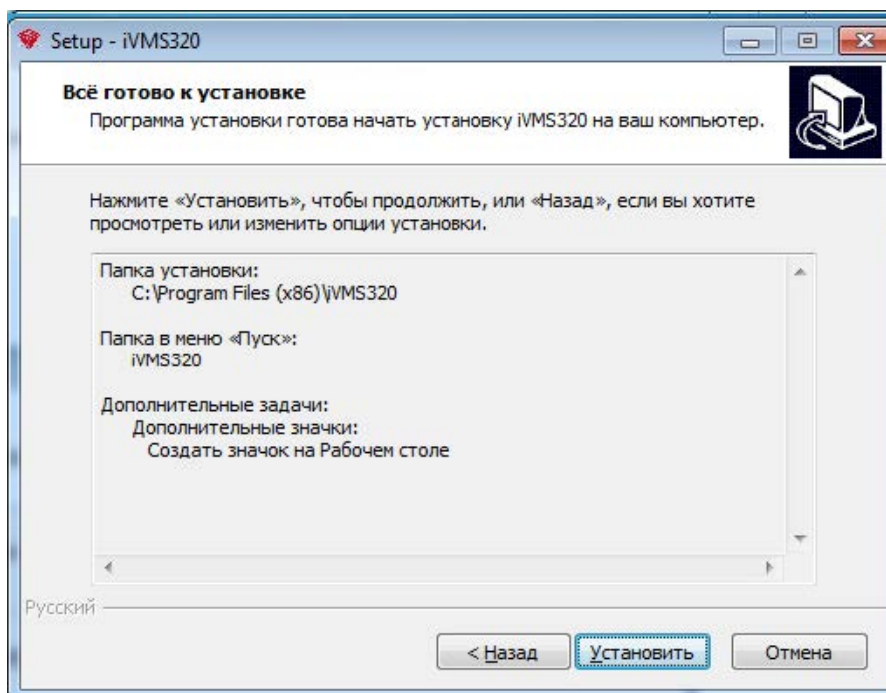 Setup - iVMS320
Всё готово к установке
Программа установки готова начать установку iVMS320 на ваш компьютер.
Нажмите «Установить», чтобы продолжить, или «Назад», если вы хотите
просмотреть или изменить опции установки.
Папка установки:
C:\Program Files (x86)\iVMS320
Папка в меню «Пуск»:
iVMS320
Дополнительные задачи:
Дополнительные значки:
Создать значок на Рабочем столе
Русский
< Назад
Установить
Отмена